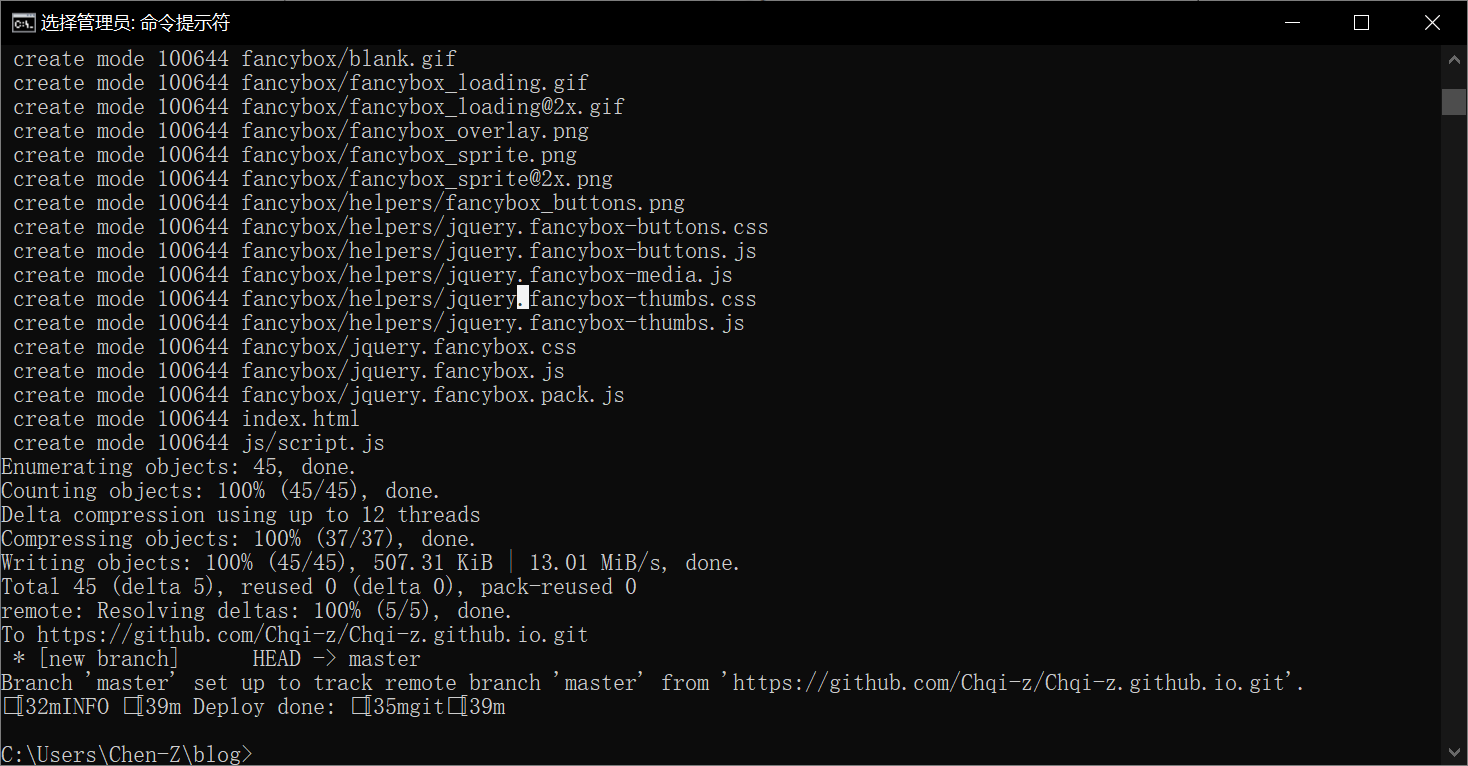 选择管理员: 命令提示符
create mode 100644 fancybox/blank.gif
create mode 100644 fancybox/fancybox_loading.gif
create mode 100644 fancybox/fancybox_loading@2x.gif
create mode 100644 fancybox/fancybox_overlay.png
create mode 100644 fancybox/fancybox_sprite.png
create mode 100644 fancybox/fancybox_sprite@2x.png
create mode 100644 fancybox/helpers/fancybox_buttons.png
create mode 100644 fancybox/helpers/jquery.fancybox-buttons.css
create mode 100644 fancybox/helpers/jquery.fancybox-buttons.js
create mode 100644 fancybox/helpers/jquery.fancybox-media.js
create mode 100644 fancybox/helpers/jquery.fancybox-thumbs.css
create mode 100644 fancybox/helpers/jquery.fancybox-thumbs.js
create mode 100644 fancybox/jquery.fancybox.css
create mode 100644 fancybox/jquery.fancybox.js
create mode 100644 fancybox/jquery.fancybox.pack.js
create mode 100644 index.html
create mode 100644 js/script.js
Enumerating objects: 45, done.
Counting objects: 100% (45/45), done.
Delta compression using up to 12 threads
Compressing objects: 100% (37/37), done.
Writing objects: 100% (45/45), 507.31 KiB | 13.01 MiB/s, done.
Total 45 (delta 5), reused 0 (delta 0), pack-reused 0
remote: Resolving deltas: 100% (5/5), done.
To https://github.com/Chqi-z/Chqi-z.github.io.git
* [new branch]      HEAD -> master
Branch 'master' set up to track remote branch 'master' from 'https://github.com/Chqi-z/Chqi-z.github.io.git'.
□[32mINFO □[39m Deploy done: □[35mgit□[39m
C:\Users\Chen-Z\blog>